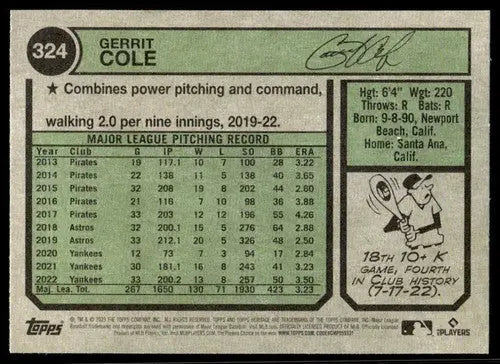 324
GERRIT
COLE
★ Combines power pitching and command,
walking 2.0 per nine innings, 2019-22.
MAJOR LEAGUE PITCHING RECORD
Year Club G IP W L SO BB ERA
2013 Pirates 19 117.1 10 7 100 28 3.22
2014 Pirates 22 138 11 5 138 40 3.65
2015 Pirates 32 208 19 8 202 44 2.60
2016 Pirates 21 116 7 10 98 36 3.88
2017 Pirates 33 203 12 12 196 55 4.26
2018 Astros 32 200.1 15 5 276 64 2.88
2019 Astros 33 212.1 20 5 326 48 2.50
2020 Yankees 12 73 7 3 94 17 2.84
2021 Yankees 30 181.1 16 8 243 41 3.23
2022 Yankees 33 200.2 13 8 257 50 3.50
Maj. Lea. Tot. 267 1650 130 71 1930 423 3.23
Hgt: 6'4" Wgt: 220
Throws: R Bats: R
Born: 9-8-90, Newport
Beach, Calif.
Home: Santa Ana,
Calif.
18TH 10+ K
GAME, FOURTH
IN CLUB HISTORY
(7-17-22).
Topps
PLAYERS